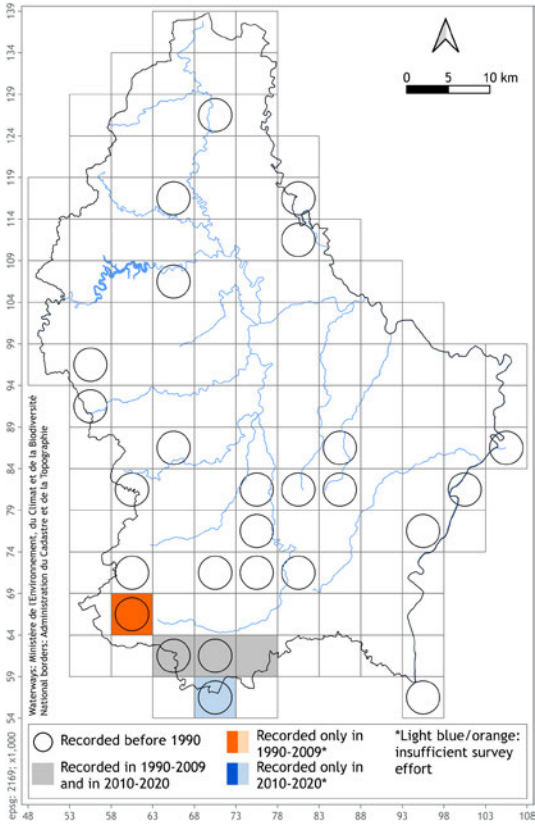 139
134
129
124
119
114
109
104
99
94
89
84
79
74
69
64
59
54
0 5 10 km
Waterways: Ministère de l'Environnement, du Climat et de la Biodiversité
National borders: Administration du Cadastre et de la Topographie
epsg: 2169; x1,000
Recorded before 1990
Recorded in 1990-2009
and in 2010-2020
Recorded only in
1990-2009*
Recorded only in
2010-2020*
*Light blue/orange:
insufficient survey
effort
48 53 58 63 68 73 78 83 88 93 98 103 108